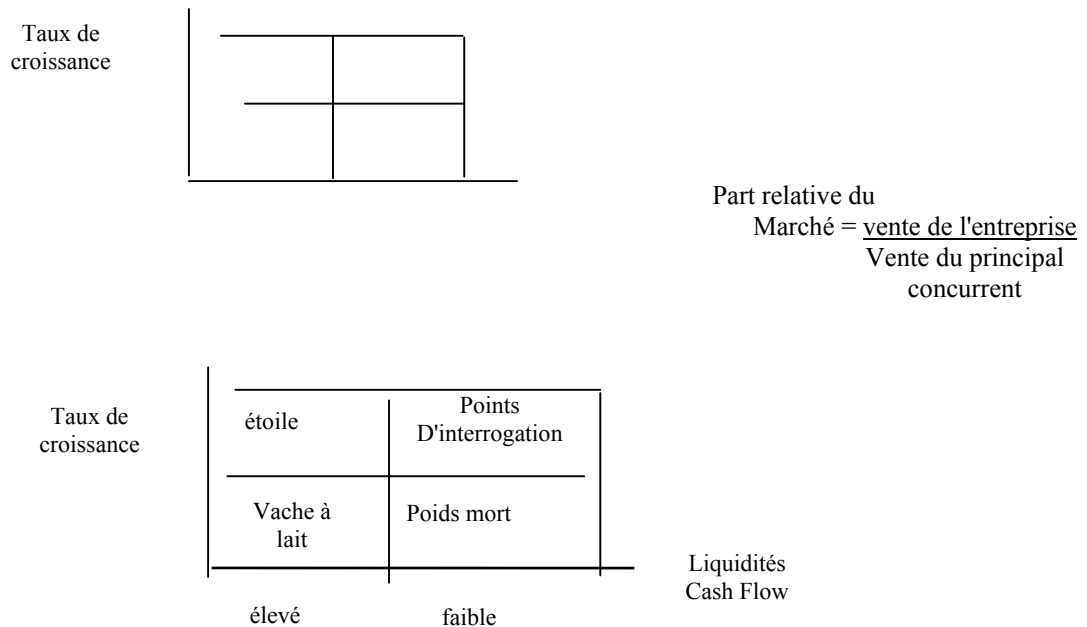 Taux de
croissance
Part relative du
Marché = vente de l'entreprise
Vente du principal
concurrent
Taux de
croissance
étoile
Points
D'interrogation
Vache à
lait
Poids mort
Liquidités
Cash Flow
élevé
faible